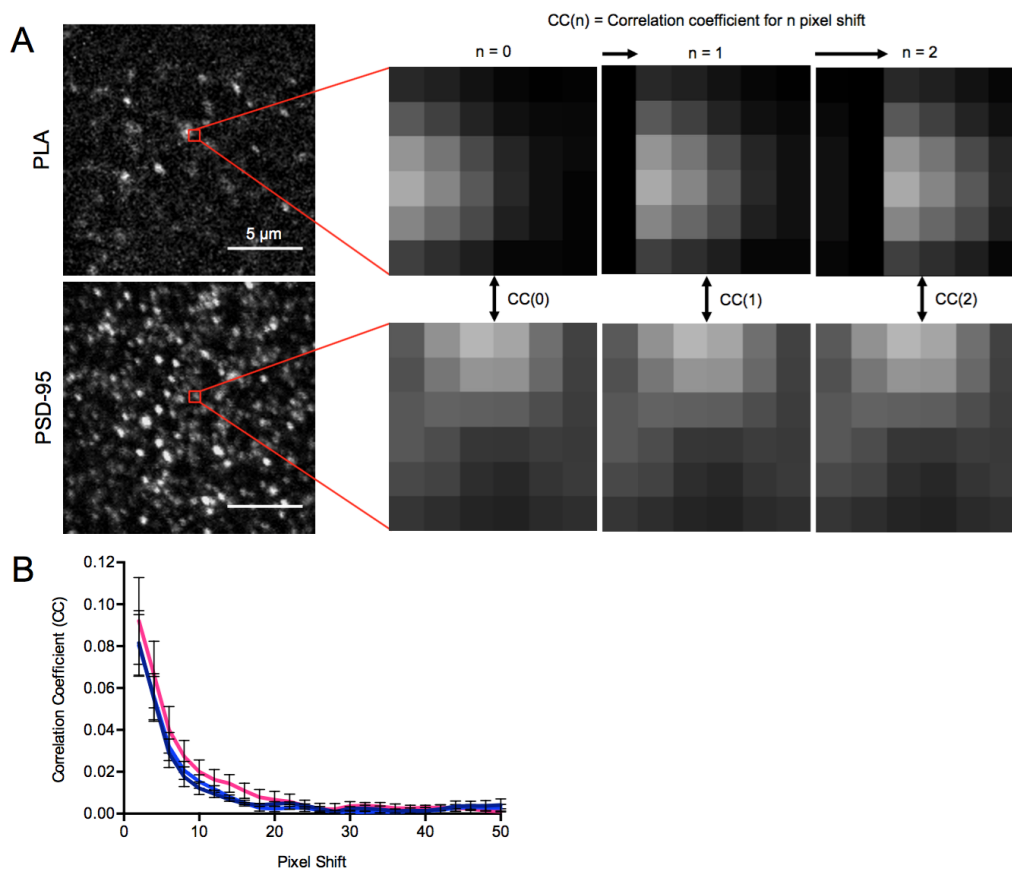 CC(n) = Correlation coefficient for n pixel shift
A
n = 0
n = 1
n = 2
PLA
5 µm
CC(0)
CC(1)
CC(2)
PSD-95
B
0.12
0.10
0.08
0.06
0.04
0.02
0.00
Correlation Coefficient (CC)
0
10
20
30
40
50
Pixel Shift